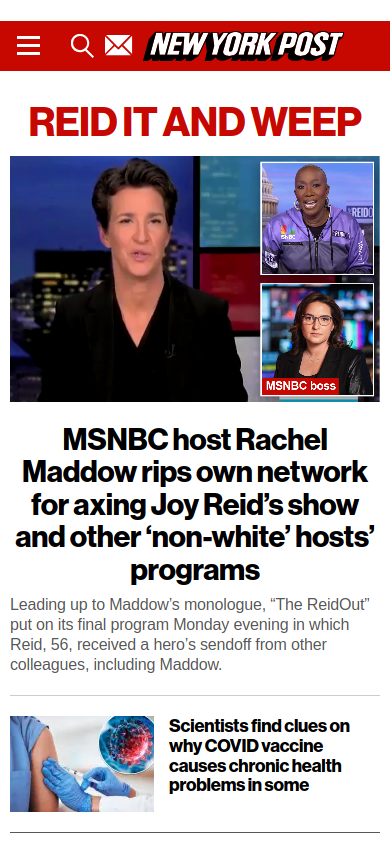 NEW YORK POST
REID IT AND WEEP
REIDO
MSNBC
MSNBC boss
MSNBC host Rachel
Maddow rips own network
for axing Joy Reid’s show
and other ‘non-white’ hosts’
programs
Leading up to Maddow’s monologue, “The ReidOut”
put on its final program Monday evening in which
Reid, 56, received a hero’s sendoff from other
colleagues, including Maddow.
Scientists find clues on
why COVID vaccine
causes chronic health
problems in some